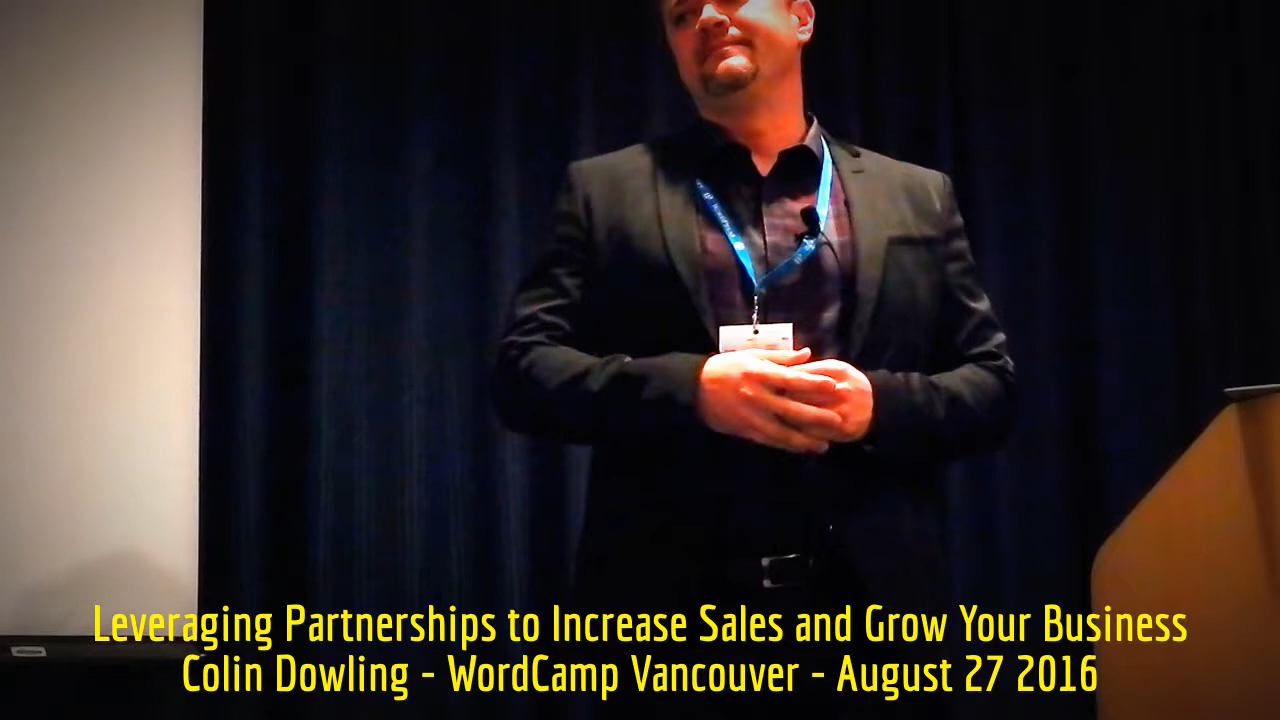 Leveraging Partnerships to Increase Sales and Grow Your Business
Colin Dowling - WordCamp Vancouver - August 27 2016